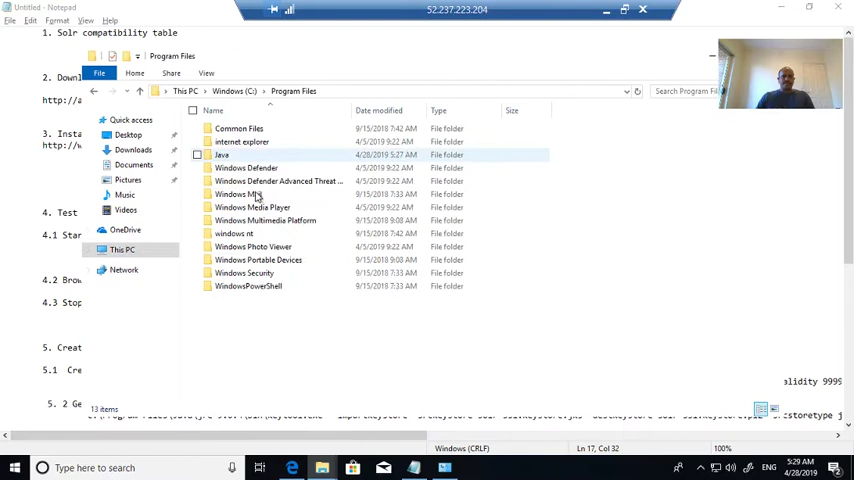 Untitled - Notepad
52.237.223.204
File Edit Format View Help
1. Solr compatibility table
Program Files
File Home Share View
2. Downl
This PC > Windows (C:) > Program Files
Search Program Files
http://a
Name Date modified Type Size
Quick access
Desktop
Downloads
Documents
Pictures
Music
Videos
OneDrive
This PC
Network
Common Files 9/15/2018 7:42 AM File folder
internet explorer 4/5/2019 9:22 AM File folder
Java 4/28/2019 5:27 AM File folder
Windows Defender 4/5/2019 9:22 AM File folder
Windows Defender Advanced Threat ... 4/5/2019 9:22 AM File folder
Windows 9/15/2018 7:33 AM File folder
Windows Media Player 4/5/2019 9:22 AM File folder
Windows Multimedia Platform 9/15/2018 9:08 AM File folder
windows nt 9/15/2018 7:42 AM File folder
Windows Photo Viewer 4/5/2019 9:22 AM File folder
Windows Portable Devices 9/15/2018 9:08 AM File folder
Windows Security 9/15/2018 7:33 AM File folder
WindowsPowerShell 9/15/2018 7:33 AM File folder
3. Insta
http://w
4. Test
4.1 Star
4.2 Brow
4.3 Stop
5. Creat
5.1 Cre
alidity 9999
5. 2 Ge
13 items
Windows (CRLF) Ln 17, Col 32 100%
Type here to search
ENG
5:29 AM
4/28/2019